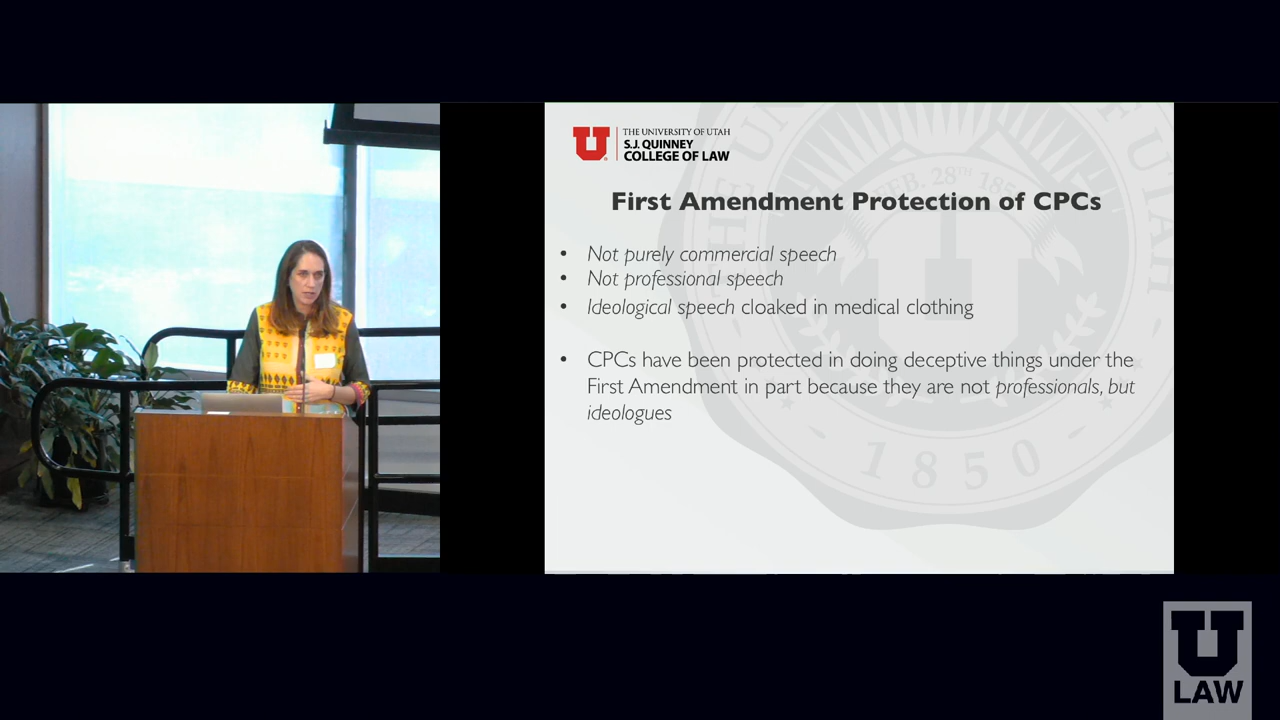 THE UNIVERSITY OF UTAH
S.J. QUINNEY
COLLEGE OF LAW
First Amendment Protection of CPCs
• Not purely commercial speech
• Not professional speech
• Ideological speech cloaked in medical clothing
• CPCs have been protected in doing deceptive things under the
First Amendment in part because they are not professionals, but
ideologues
1850
U
LAW